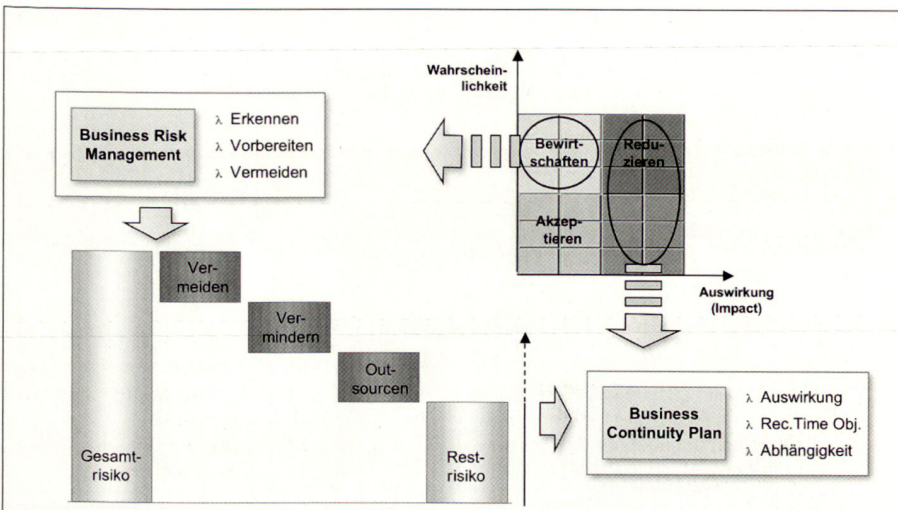 Wahrschein-
lichkeit
Business Risk
Management
λ Erkennen
λ Vorbereiten
λ Vermeiden
Bewirt-
schaften
Redu-
zieren
Akzep-
tieren
Auswirkung
(Impact)
Ver-
meiden
Ver-
mindern
Out-
sourcen
Gesamt-
risiko
Rest-
risiko
Business
Continuity Plan
λ Auswirkung
λ Rec.Time Obj.
λ Abhängigkeit